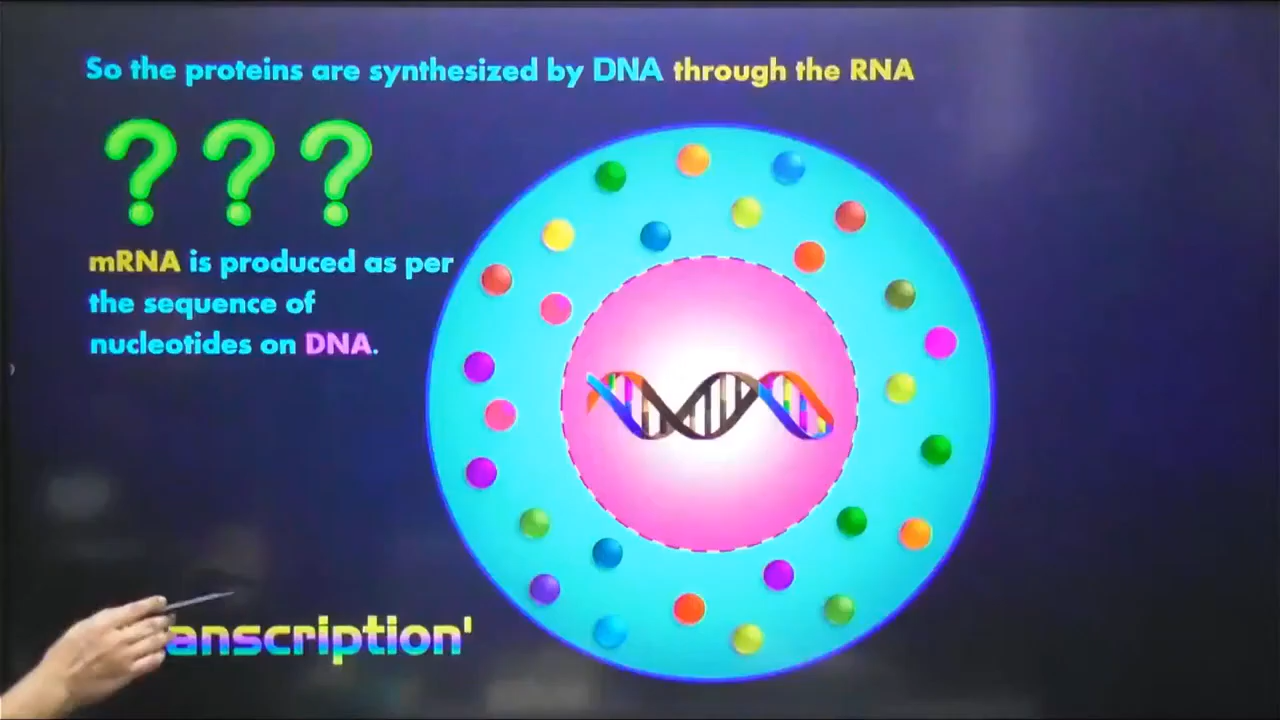 So the proteins are synthesized by DNA through the RNA
? ? ?
mRNA is produced as per
the sequence of
nucleotides on DNA.
anscription'